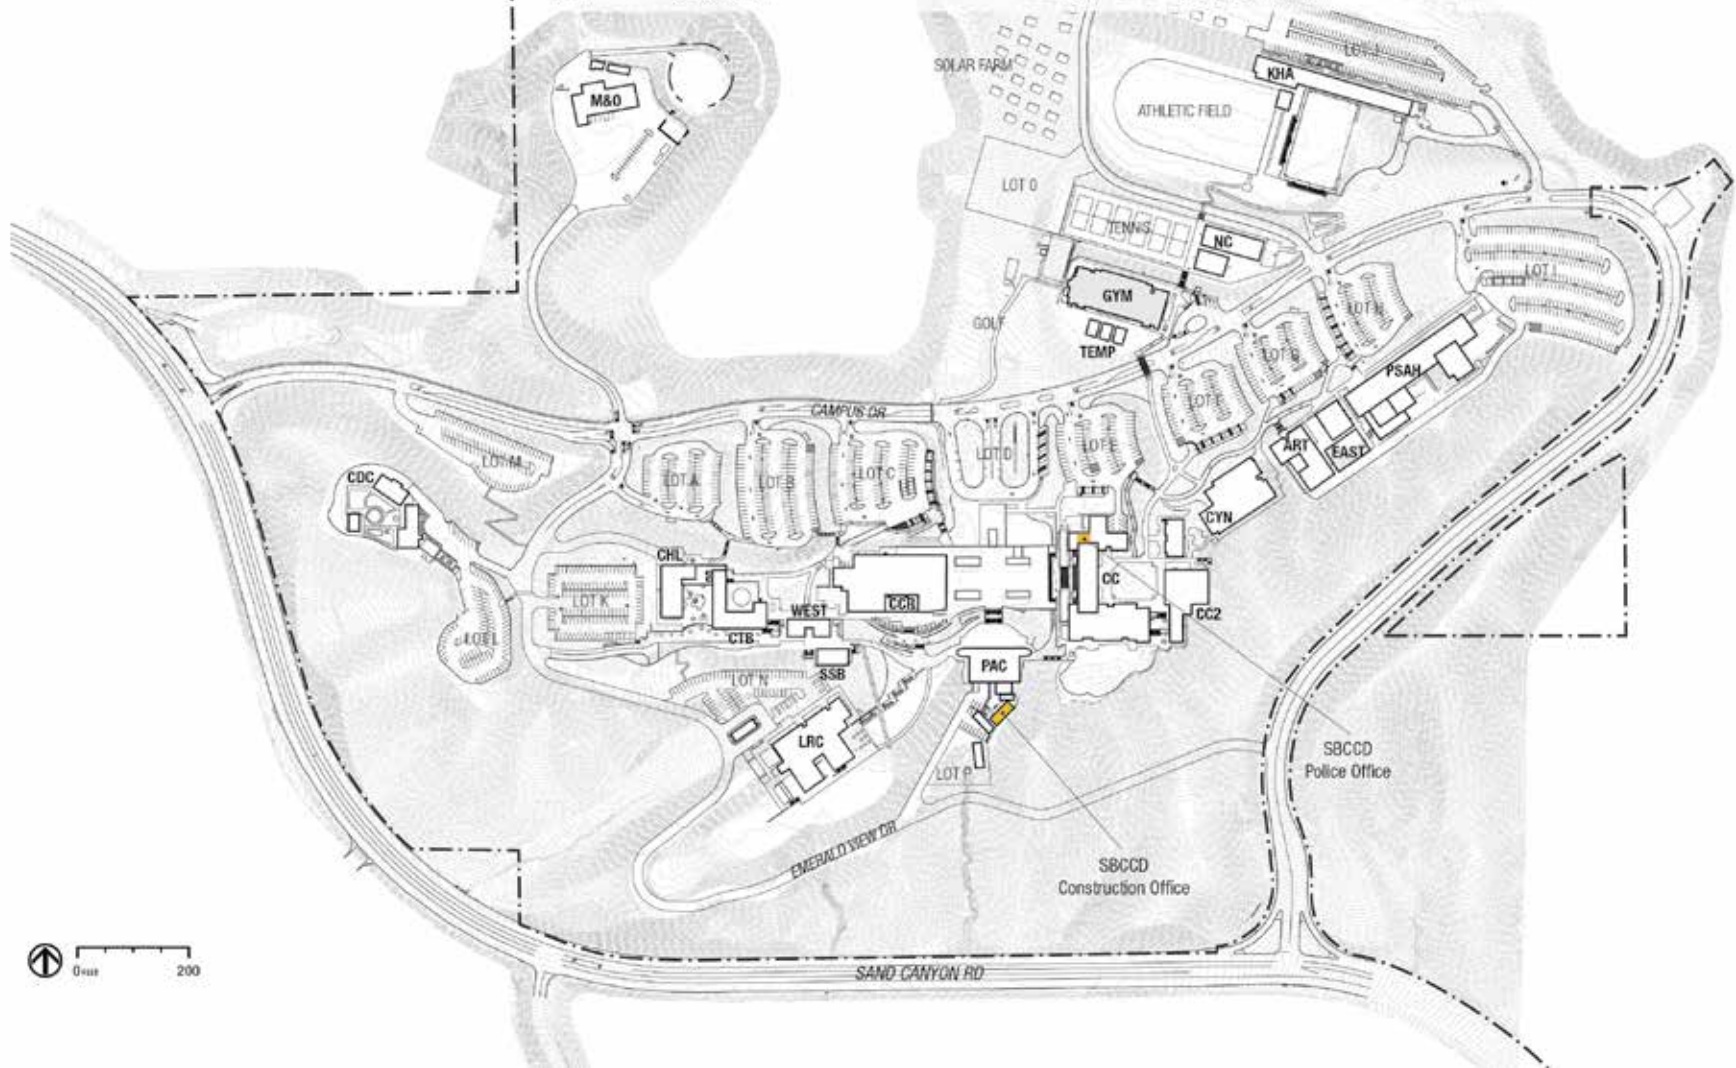 LOT J
KHA
SOLAR FARM
M&O
ATHLETIC FIELD
LOT O
TENNIS
NC
LOT I
GYM
LOT H
GOLF
TEMP
LOT G
PSAH
LOT F
CAMPUS DR
ART
EAST
LOT M
LOT D
LOT E
CDC
LOT A
LOT B
LOT C
CYN
CHL
CC
LOT K
CCR
WEST
CC2
LOT L
CTB
PAC
SSB
LOT N
LRC
SBCCD
Police Office
LOT P
EMERALD VIEW DR
SBCCD
Construction Office
SAND CANYON RD
0 FEET
200